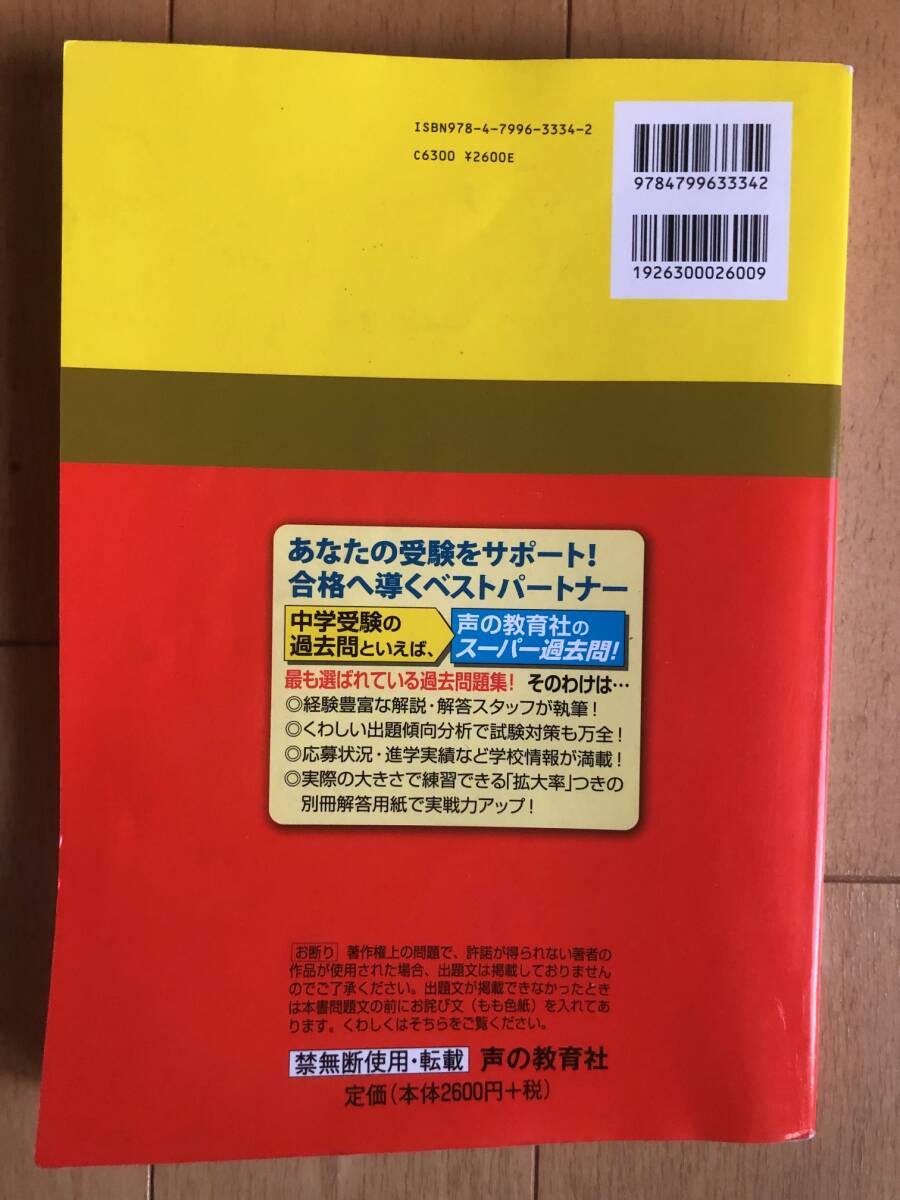 ISBN978-4-7996-3334-2
C6300 ¥2600E
9784799633342
1926300026009
あなたの受験をサポート!
合格へ導くベストパートナー
中学受験の
過去問といえば、
声の教育社の
スーパー過去問!
最も選ばれている過去問題集! そのわけは…
◎経験豊富な解説・解答スタッフが執筆!
◎くわしい出題傾向分析で試験対策も万全!
◎応募状況・進学実績など学校情報が満載!
◎実際の大きさで練習できる「拡大率」つきの
別冊解答用紙で実戦力アップ!
お断り 著作権上の問題で、許諾が得られない著者の
作品が使用された場合、出題文は掲載しておりません
のでご了承ください。出題文が掲載できなかったとき
は本書問題文の前にお詫び文(もも色紙)を入れてあ
ります。くわしくはそちらをご覧ください。
禁無断使用・転載 声の教育社
定価(本体2600円+税)